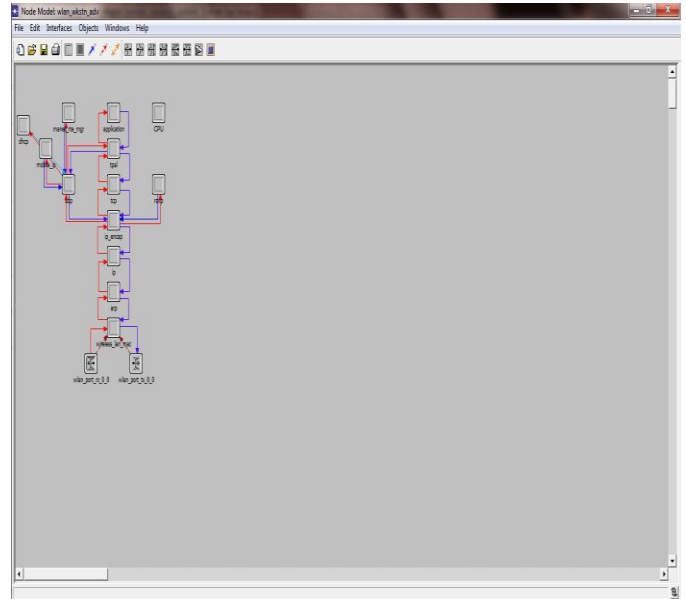 Node Model: wlan_wkstn_adv
File Edit Interfaces Objects Windows Help
manet_rte_mgr
application
CPU
dhcp
mobile_ip
tpal
udp
tcp
rsvp
ip_encap
ip
arp
wireless_lan_mac
wlan_port_rx_0_0
wlan_port_tx_0_0